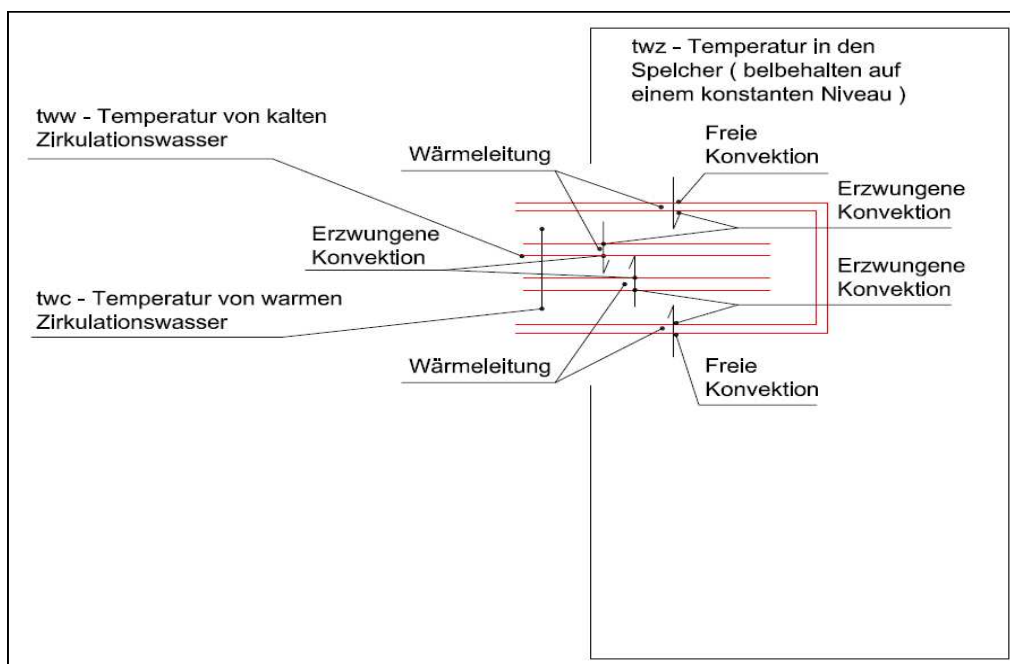 twz - Temperatur in den
Spelcher ( belbehalten auf
einem konstanten Niveau )
tww - Temperatur von kalten
Zirkulationswasser
Wärmeleitung
Freie
Konvektion
Erzwungene
Konvektion
Erzwungene
Konvektion
Erzwungene
Konvektion
twc - Temperatur von warmen
Zirkulationswasser
Wärmeleitung
Freie
Konvektion